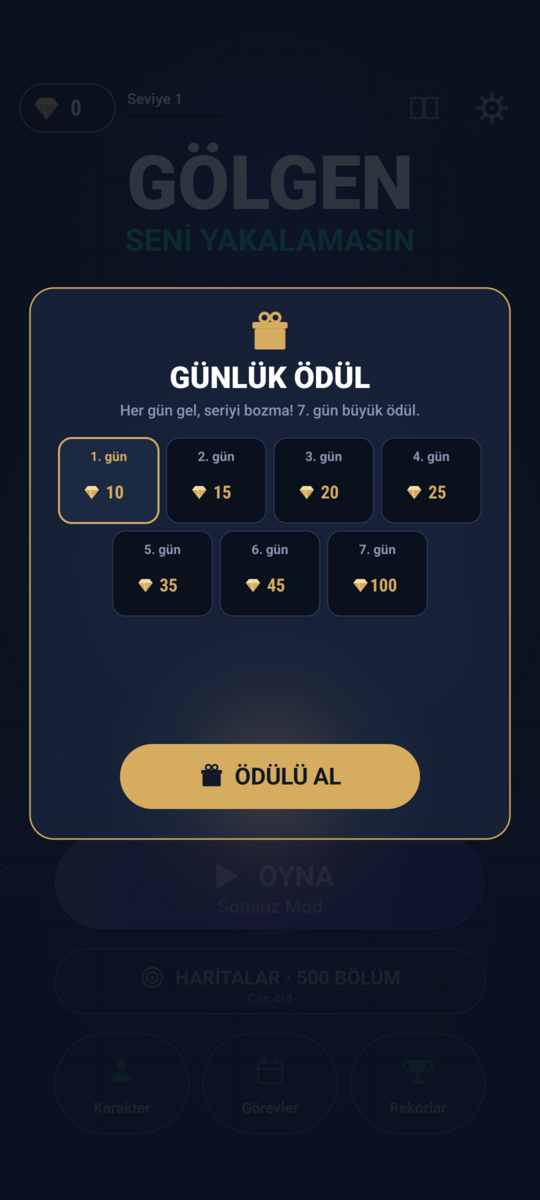 0
Seviye 1
GÖLGEN
SENİ YAKALAMASIN
GÜNLÜK ÖDÜL
Her gün gel, seriyi bozma! 7. gün büyük ödül.
1. gün 2. gün 3. gün 4. gün
10 15 20 25
5. gün 6. gün 7. gün
35 45 100
ÖDÜLÜ AL
OYNA
Sonsuz Mod
HARİTALAR · 500 BÖLÜM
Can 4/4
Karakter Görevler Rekorlar